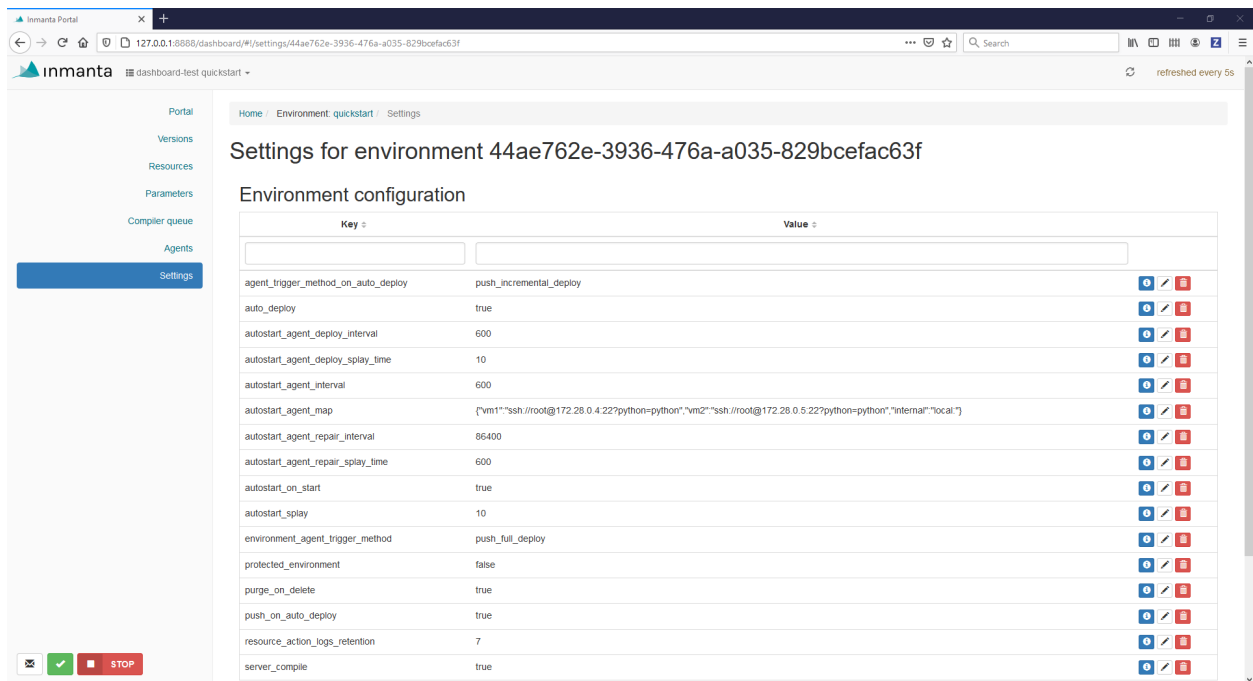 Inmanta Portal
127.0.0.1:8888/dashboard/#!/settings/44ae762e-3936-476a-a035-829bcefac63f
Search
Z
inmanta
dashboard-test quickstart
refreshed every 5s
Portal
Versions
Resources
Parameters
Compiler queue
Agents
Settings
Home / Environment: quickstart / Settings
Settings for environment 44ae762e-3936-476a-a035-829bcefac63f
Environment configuration
Key Value
agent_trigger_method_on_auto_deploy push_incremental_deploy
auto_deploy true
autostart_agent_deploy_interval 600
autostart_agent_deploy_splay_time 10
autostart_agent_interval 600
autostart_agent_map {"vm1":"ssh://root@172.28.0.4:22?python=python","vm2":"ssh://root@172.28.0.5:22?python=python","internal":"local:"}
autostart_agent_repair_interval 86400
autostart_agent_repair_splay_time 600
autostart_on_start true
autostart_splay 10
environment_agent_trigger_method push_full_deploy
protected_environment false
purge_on_delete true
push_on_auto_deploy true
resource_action_logs_retention 7
server_compile true
STOP